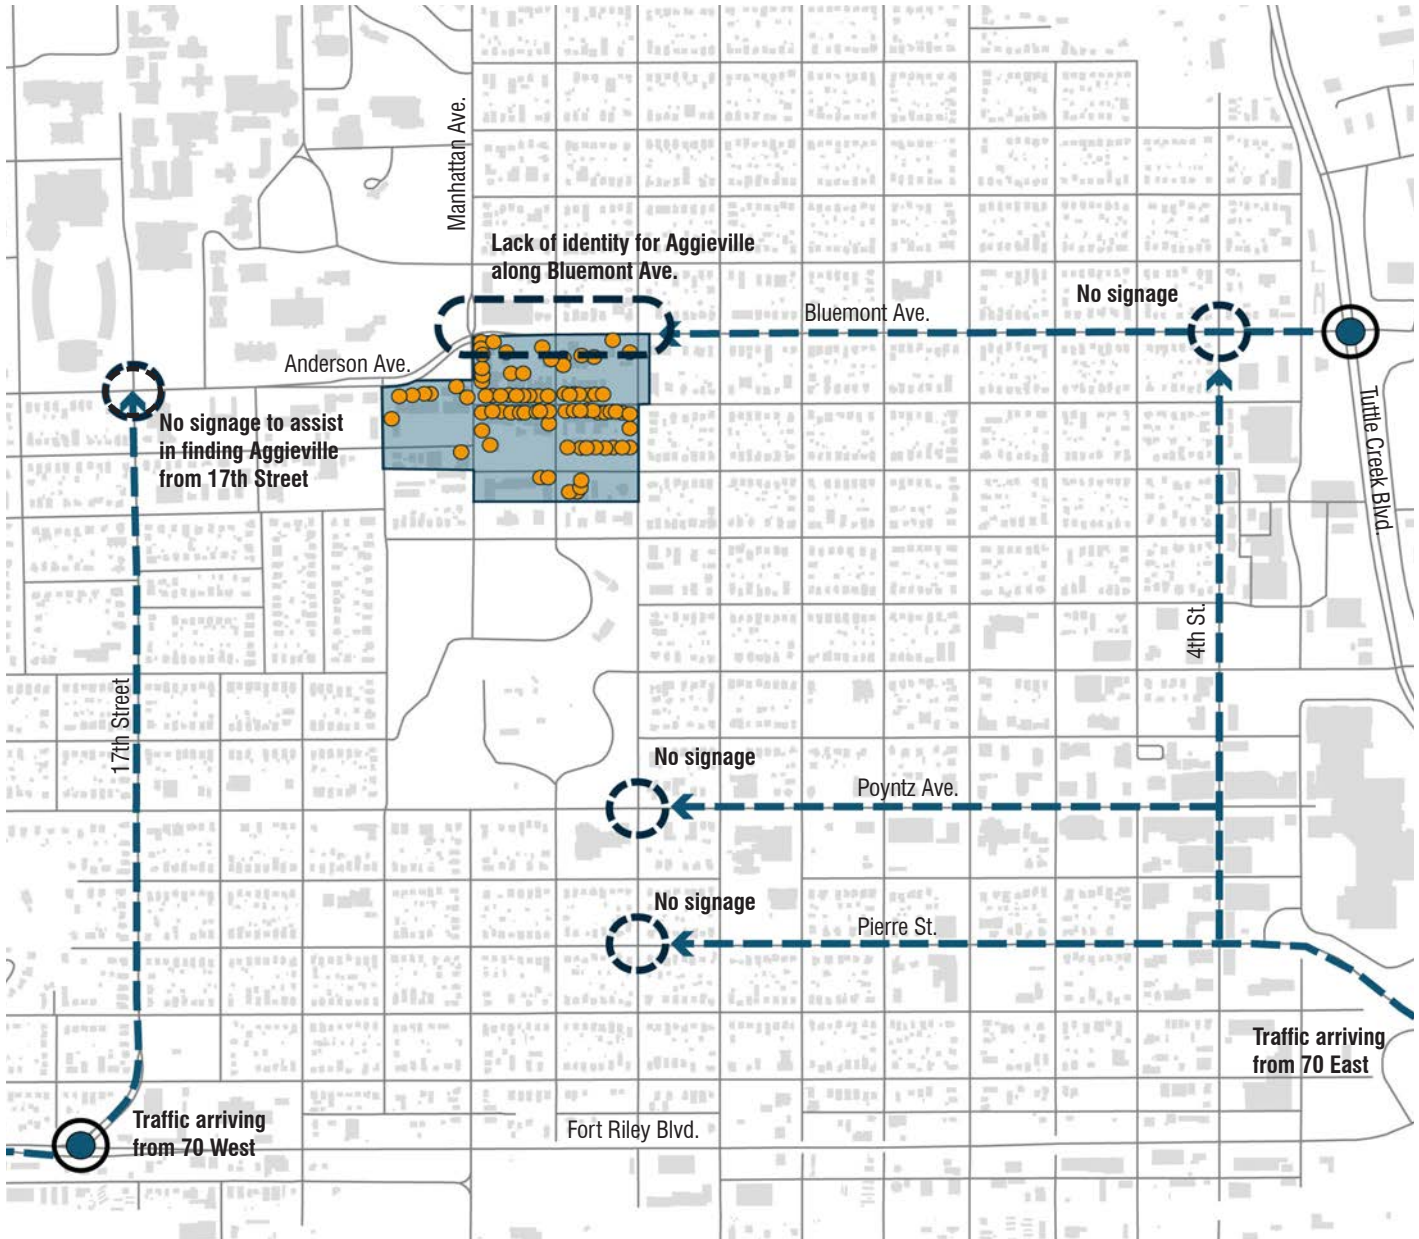 Manhattan Ave.
Lack of identity for Aggieville
along Bluemont Ave.
No signage
Bluemont Ave.
Anderson Ave.
No signage to assist
in finding Aggieville
from 17th Street
Tuttle Creek Blvd.
4th St.
17th Street
No signage
Poyntz Ave.
No signage
Pierre St.
Traffic arriving
from 70 East
Traffic arriving
from 70 West
Fort Riley Blvd.